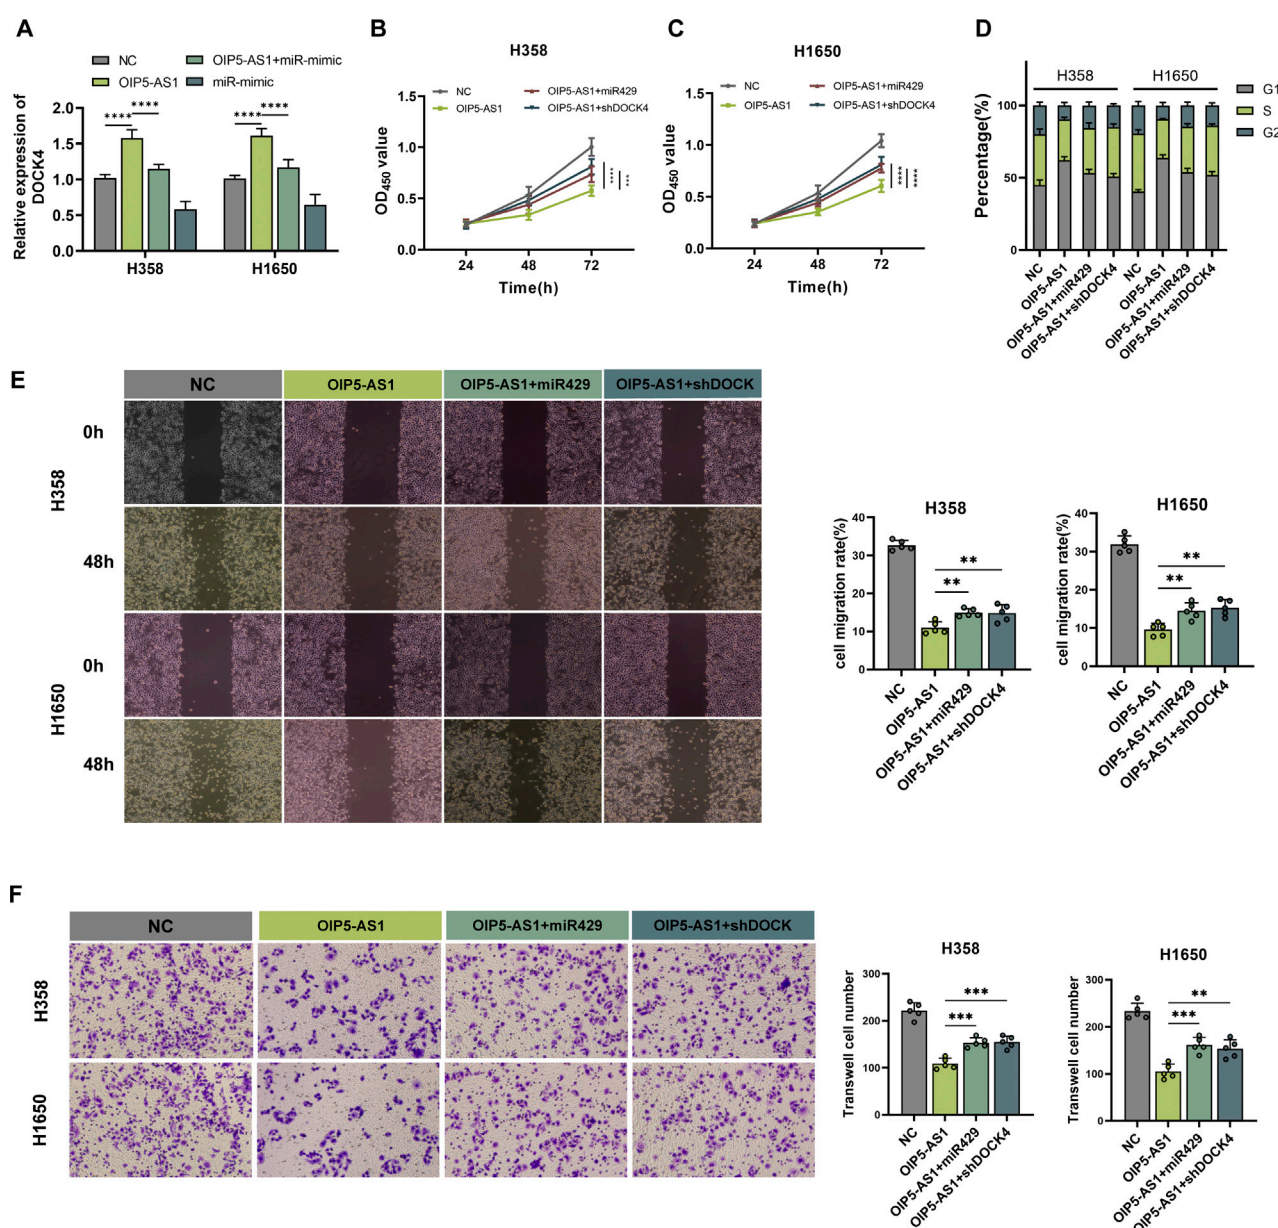 A
NC
OIP5-AS1+miR-mimic
OIP5-AS1
miR-mimic
Relative expression of
DOCK4
2.0
1.5
1.0
0.5
0.0
****
****
****
****
H358
H1650
B
H358
NC
OIP5-AS1+miR429
OIP5-AS1
OIP5-AS1+shDOCK4
OD450 value
1.5
1.0
0.5
0.0
24
48
72
Time(h)
****
***
C
H1650
NC
OIP5-AS1+miR429
OIP5-AS1
OIP5-AS1+shDOCK4
OD450 value
1.5
1.0
0.5
0.0
24
48
72
Time(h)
****
****
D
H358
H1650
G1
S
G2
Percentage(%)
100
50
0
NC
OIP5-AS1
OIP5-AS1+miR429
OIP5-AS1+shDOCK4
NC
OIP5-AS1
OIP5-AS1+miR429
OIP5-AS1+shDOCK4
E
NC
OIP5-AS1
OIP5-AS1+miR429
OIP5-AS1+shDOCK
H358
0h
48h
H1650
0h
48h
H358
cell migration rate(%)
40
30
20
10
0
**
**
NC
OIP5-AS1
OIP5-AS1+miR429
OIP5-AS1+shDOCK4
H1650
cell migration rate(%)
40
30
20
10
0
**
**
NC
OIP5-AS1
OIP5-AS1+miR429
OIP5-AS1+shDOCK4
F
NC
OIP5-AS1
OIP5-AS1+miR429
OIP5-AS1+shDOCK
H358
H1650
H358
Transwell cell number
300
200
100
0
***
***
NC
OIP5-AS1
OIP5-AS1+miR429
OIP5-AS1+shDOCK4
H1650
Transwell cell number
300
200
100
0
**
***
NC
OIP5-AS1
OIP5-AS1+miR429
OIP5-AS1+shDOCK4